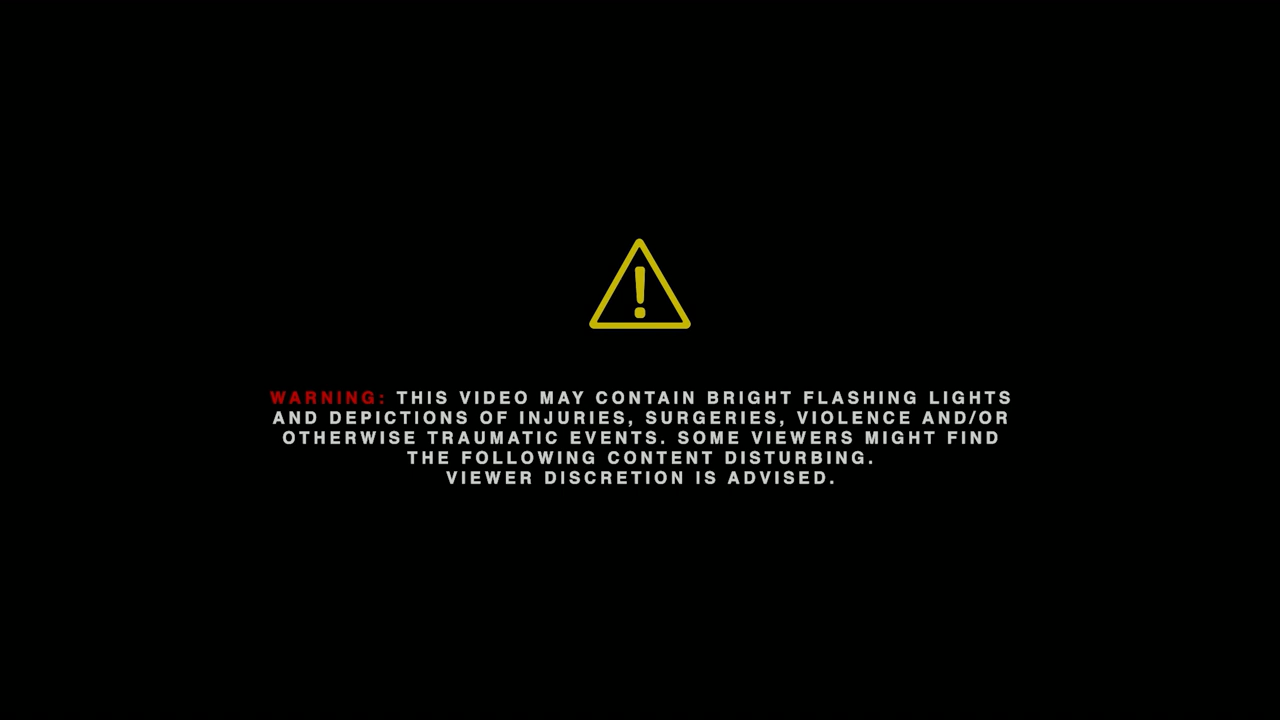 WARNING: THIS VIDEO MAY CONTAIN BRIGHT FLASHING LIGHTS
AND DEPICTIONS OF INJURIES, SURGERIES, VIOLENCE AND/OR
OTHERWISE TRAUMATIC EVENTS. SOME VIEWERS MIGHT FIND
THE FOLLOWING CONTENT DISTURBING.
VIEWER DISCRETION IS ADVISED.